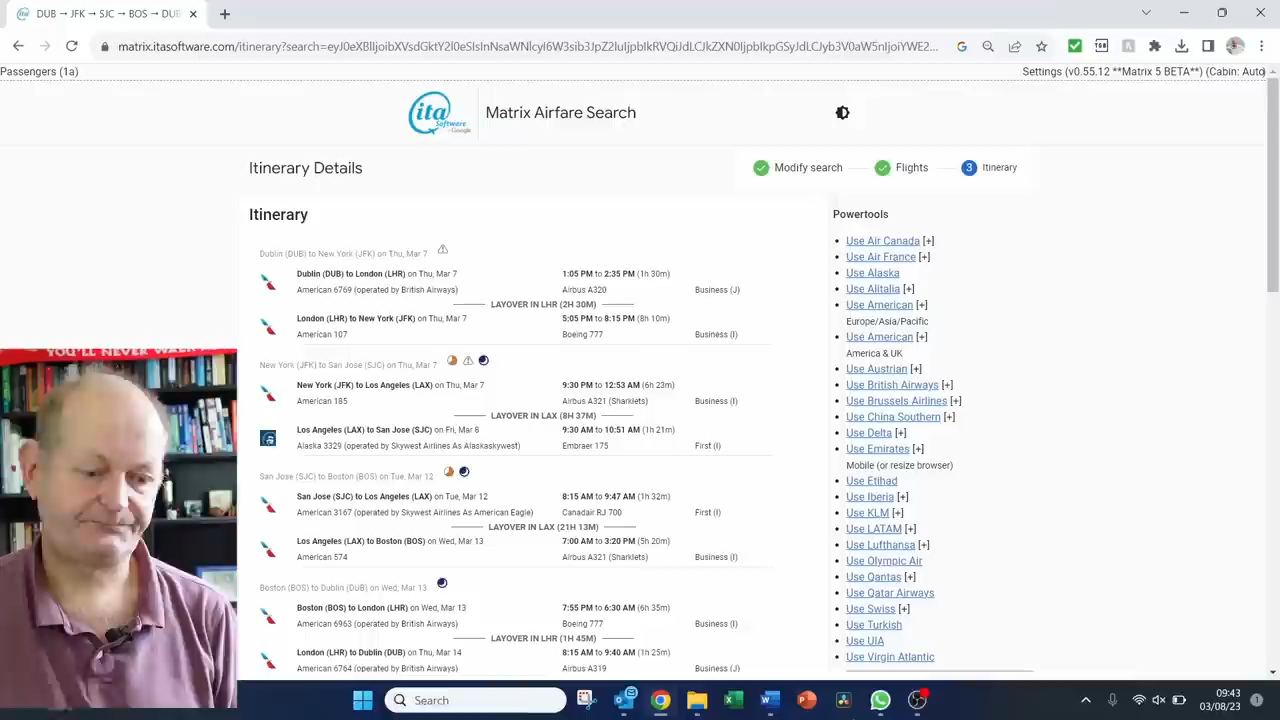 DUB → JFK → SJC → BOS → DUB
matrix.itasoftware.com/itinerary?search=
Passengers (1a)
Settings (v0.55.12 **Matrix 5 BETA**) (Cabin: Auto)
ita
Software
by Google
Matrix Airfare Search
Itinerary Details
Modify search
Flights
3
Itinerary
Itinerary
Dublin (DUB) to New York (JFK) on Thu, Mar 7
Dublin (DUB) to London (LHR) on Thu, Mar 7
1:05 PM to 2:35 PM (1h 30m)
American 6769 (operated by British Airways)
Airbus A320
Business (J)
LAYOVER IN LHR (2H 30M)
London (LHR) to New York (JFK) on Thu, Mar 7
5:05 PM to 8:15 PM (8h 10m)
American 107
Boeing 777
Business (I)
New York (JFK) to San Jose (SJC) on Thu, Mar 7
New York (JFK) to Los Angeles (LAX) on Thu, Mar 7
9:30 PM to 12:53 AM (6h 23m)
American 185
Airbus A321 (Sharklets)
Business (I)
LAYOVER IN LAX (8H 37M)
Los Angeles (LAX) to San Jose (SJC) on Fri, Mar 8
9:30 AM to 10:51 AM (1h 21m)
Alaska 3329 (operated by Skywest Airlines As Alaskaskywest)
Embraer 175
First (I)
San Jose (SJC) to Boston (BOS) on Tue, Mar 12
San Jose (SJC) to Los Angeles (LAX) on Tue, Mar 12
8:15 AM to 9:47 AM (1h 32m)
American 3167 (operated by Skywest Airlines As American Eagle)
Canadair RJ 700
First (I)
LAYOVER IN LAX (21H 13M)
Los Angeles (LAX) to Boston (BOS) on Wed, Mar 13
7:00 AM to 3:20 PM (5h 20m)
American 574
Airbus A321 (Sharklets)
Business (I)
Boston (BOS) to Dublin (DUB) on Wed, Mar 13
Boston (BOS) to London (LHR) on Wed, Mar 13
7:55 PM to 6:30 AM (6h 35m)
American 6963 (operated by British Airways)
Boeing 777
Business (I)
LAYOVER IN LHR (1H 45M)
London (LHR) to Dublin (DUB) on Thu, Mar 14
8:15 AM to 9:40 AM (1h 25m)
American 6764 (operated by British Airways)
Airbus A319
Business (J)
Powertools
Use Air Canada [+]
Use Air France [+]
Use Alaska
Use Alitalia [+]
Use American [+]
Europe/Asia/Pacific
Use American [+]
America & UK
Use Austrian [+]
Use British Airways [+]
Use Brussels Airlines [+]
Use China Southern [+]
Use Delta [+]
Use Emirates [+]
Mobile (or resize browser)
Use Etihad
Use Iberia [+]
Use KLM [+]
Use LATAM [+]
Use Lufthansa [+]
Use Olympic Air
Use Qantas [+]
Use Qatar Airways
Use Swiss [+]
Use Turkish
Use UIA
Use Virgin Atlantic
YOU'LL NEVER WALK
Search
09:43
03/08/23